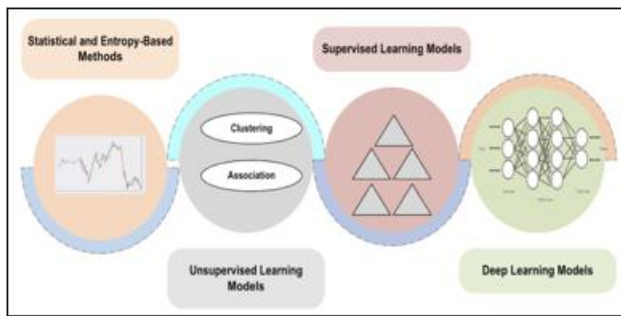 Statistical and Entropy-Based
Methods
Supervised Learning Models
Clustering
Association
Unsupervised Learning
Models
Deep Learning Models